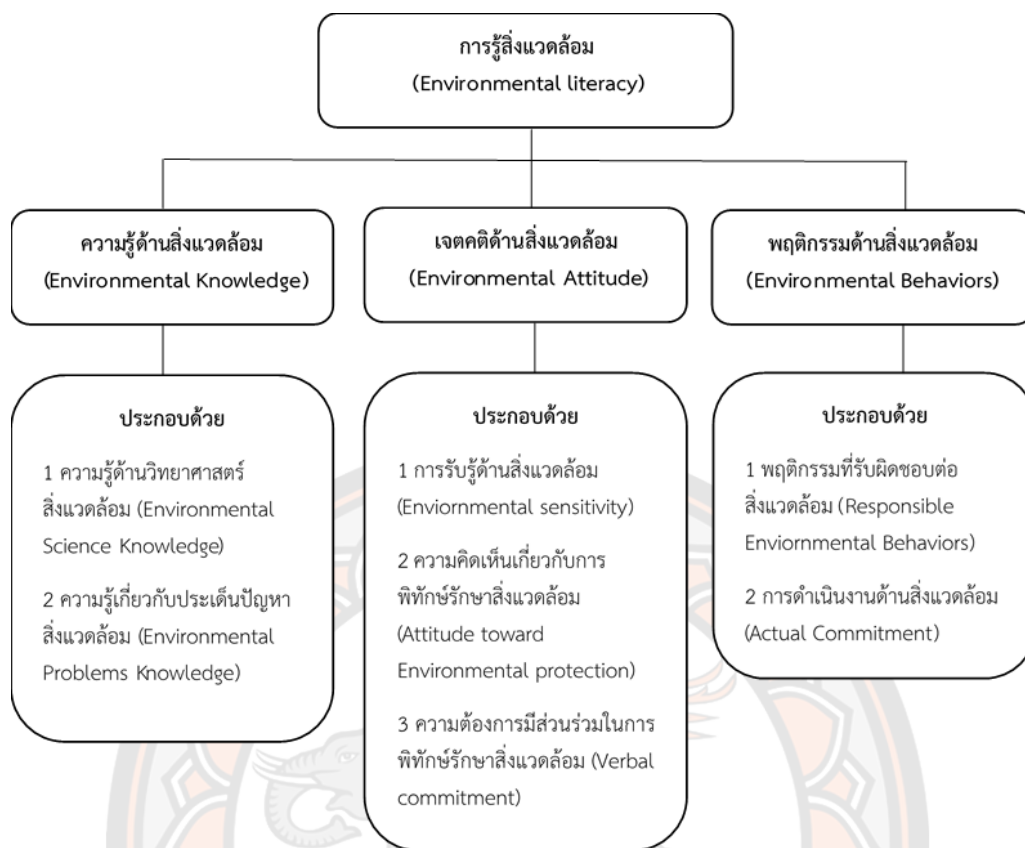 การรู้สิ่งแวดล้อม
(Environmental literacy)
ความรู้ด้านสิ่งแวดล้อม
(Environmental Knowledge)
เจตคติด้านสิ่งแวดล้อม
(Environmental Attitude)
พฤติกรรมด้านสิ่งแวดล้อม
(Environmental Behaviors)
ประกอบด้วย
1 ความรู้ด้านวิทยาศาสตร์
สิ่งแวดล้อม (Environmental
Science Knowledge)
2 ความรู้เกี่ยวกับประเด็นปัญหา
สิ่งแวดล้อม (Environmental
Problems Knowledge)
ประกอบด้วย
1 การรับรู้ด้านสิ่งแวดล้อม
(Enviornmental sensitivity)
2 ความคิดเห็นเกี่ยวกับการ
พิทักษ์รักษาสิ่งแวดล้อม
(Attitude toward
Environmental protection)
3 ความต้องการมีส่วนร่วมในการ
พิทักษ์รักษาสิ่งแวดล้อม (Verbal
commitment)
ประกอบด้วย
1 พฤติกรรมที่รับผิดชอบต่อ
สิ่งแวดล้อม (Responsible
Enviornmental Behaviors)
2 การดำเนินงานด้านสิ่งแวดล้อม
(Actual Commitment)